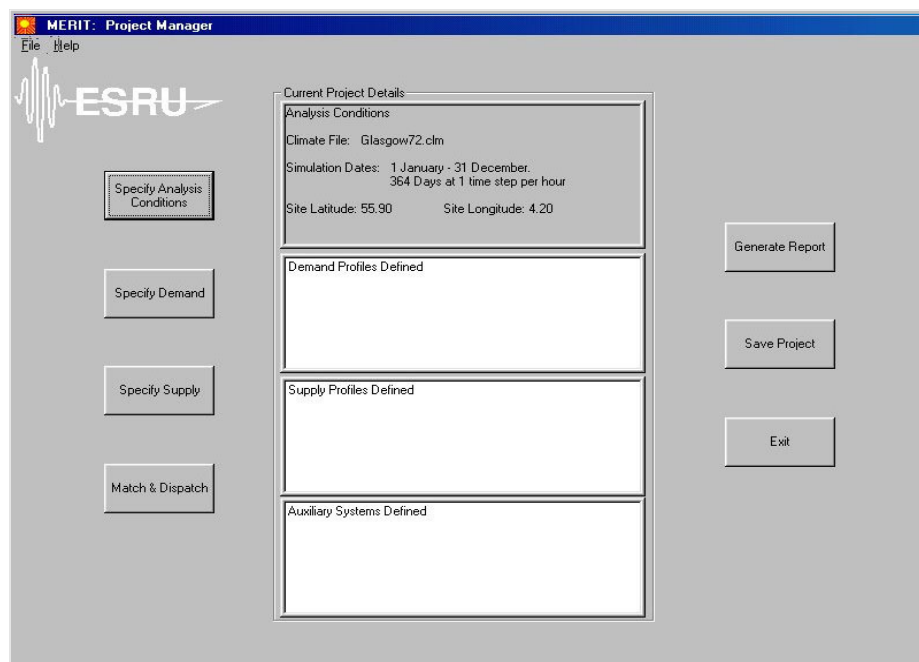 MERIT: Project Manager
File Help
ESRU
Current Project Details
Analysis Conditions
Climate File: Glasgow72.clm
Simulation Dates: 1 January - 31 December.
364 Days at 1 time step per hour
Site Latitude: 55.90 Site Longitude: 4.20
Specify Analysis
Conditions
Specify Demand
Specify Supply
Match & Dispatch
Demand Profiles Defined
Supply Profiles Defined
Auxiliary Systems Defined
Generate Report
Save Project
Exit